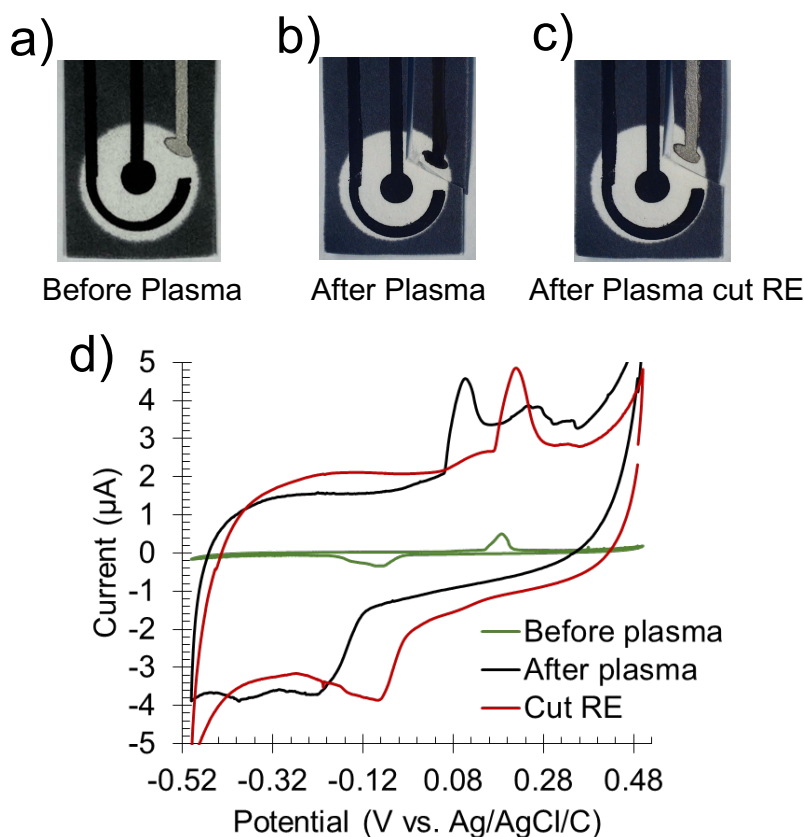 a)
b)
c)
Before Plasma
After Plasma
After Plasma cut RE
d)
5
4
3
2
1
0
-1
-2
-3
-4
-5
Current (µA)
Before plasma
After plasma
Cut RE
-0.52
-0.32
-0.12
0.08
0.28
0.48
Potential (V vs. Ag/AgCl/C)